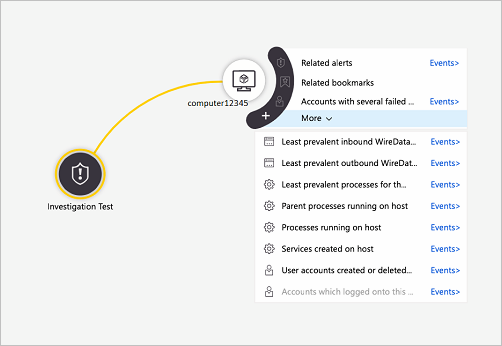 Related alerts Events>
Related bookmarks
computer12345
Accounts with several failed ... Events>
More
Least prevalent inbound WireData... Events>
Least prevalent outbound WireDat... Events>
Least prevalent processes for th... Events>
Parent processes running on host Events>
Processes running on host Events>
Services created on host Events>
User accounts created or deleted... Events>
Accounts which logged onto this ... Events>
Investigation Test